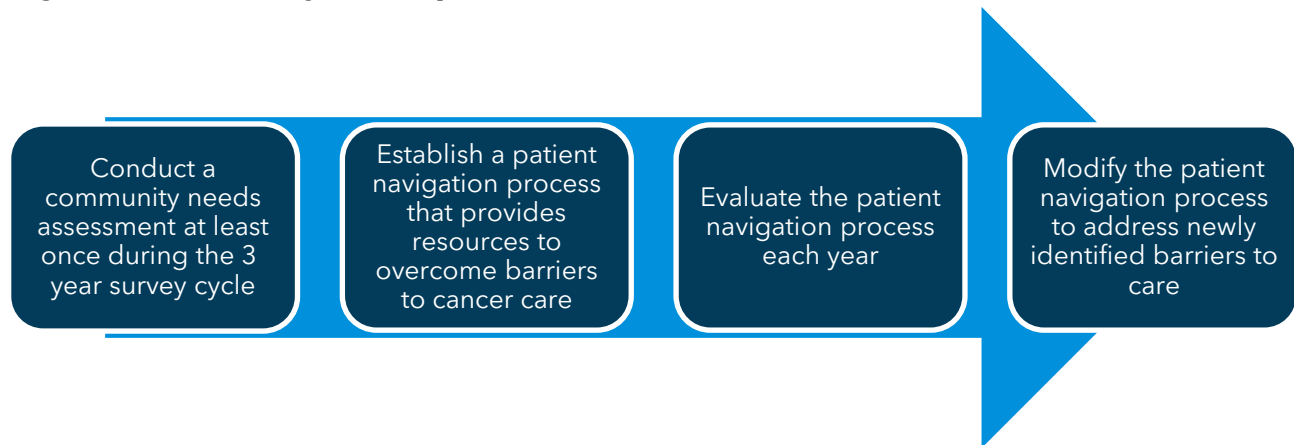 Conduct a
community needs
assessment at least
once during the 3
year survey cycle
Establish a patient
navigation process
that provides
resources to
overcome barriers
to cancer care
Evaluate the patient
navigation process
each year
Modify the patient
navigation process
to address newly
identified barriers to
care